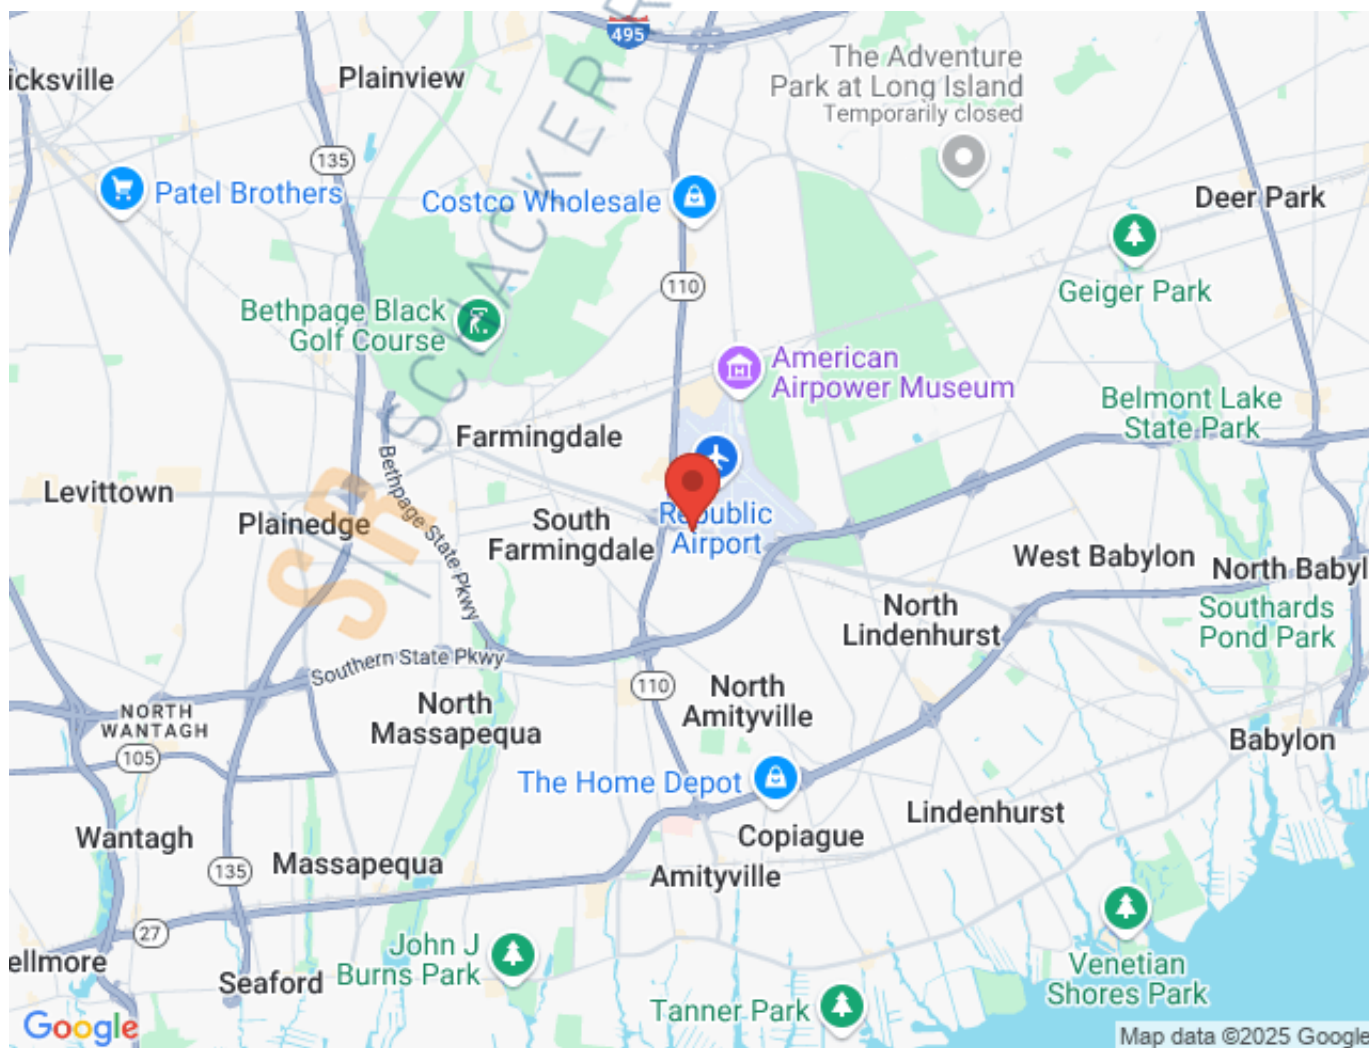 495
The Adventure
Park at Long Island
Temporarily closed
icksville
Plainview
135
Patel Brothers
Costco Wholesale
Deer Park
110
Geiger Park
Bethpage Black
Golf Course
American
Airpower Museum
Belmont Lake
State Park
Farmingdale
Bethpage State Pkwy
Levittown
Plainedge
South
Farmingdale
Republic
Airport
West Babylon
North Babyl
North
Lindenhurst
Southards
Pond Park
Southern State Pkwy
110
North
Amityville
North
Massapequa
NORTH
WANTAGH
105
Babylon
The Home Depot
Lindenhurst
Copiague
Wantagh
Massapequa
135
Amityville
27
John J
Burns Park
ellmore
Seaford
Venetian
Shores Park
Tanner Park
Google
Map data ©2025 Google
SIR
SCHACKER